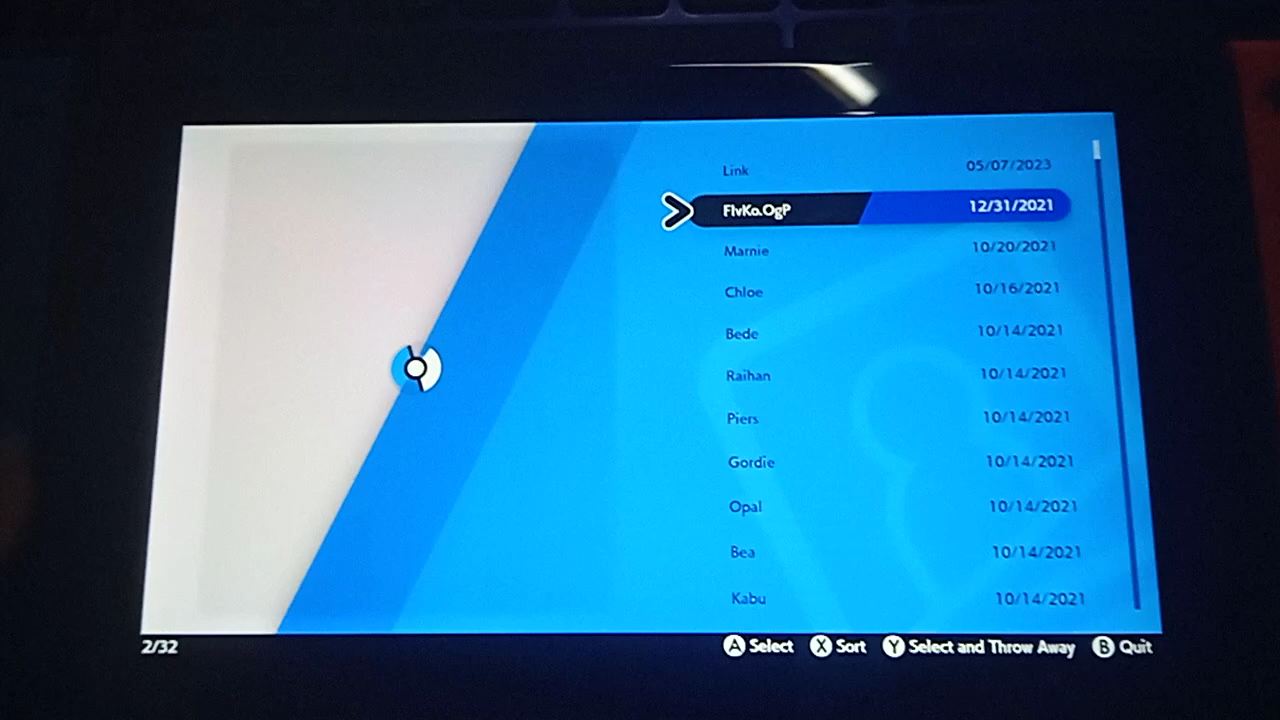 Link 05/07/2023
FlvKo.OgP 12/31/2021
Marnie 10/20/2021
Chloe 10/16/2021
Bede 10/14/2021
Raihan 10/14/2021
Piers 10/14/2021
Gordie 10/14/2021
Opal 10/14/2021
Bea 10/14/2021
Kabu 10/14/2021
2/32 A Select X Sort Y Select and Throw Away B Quit